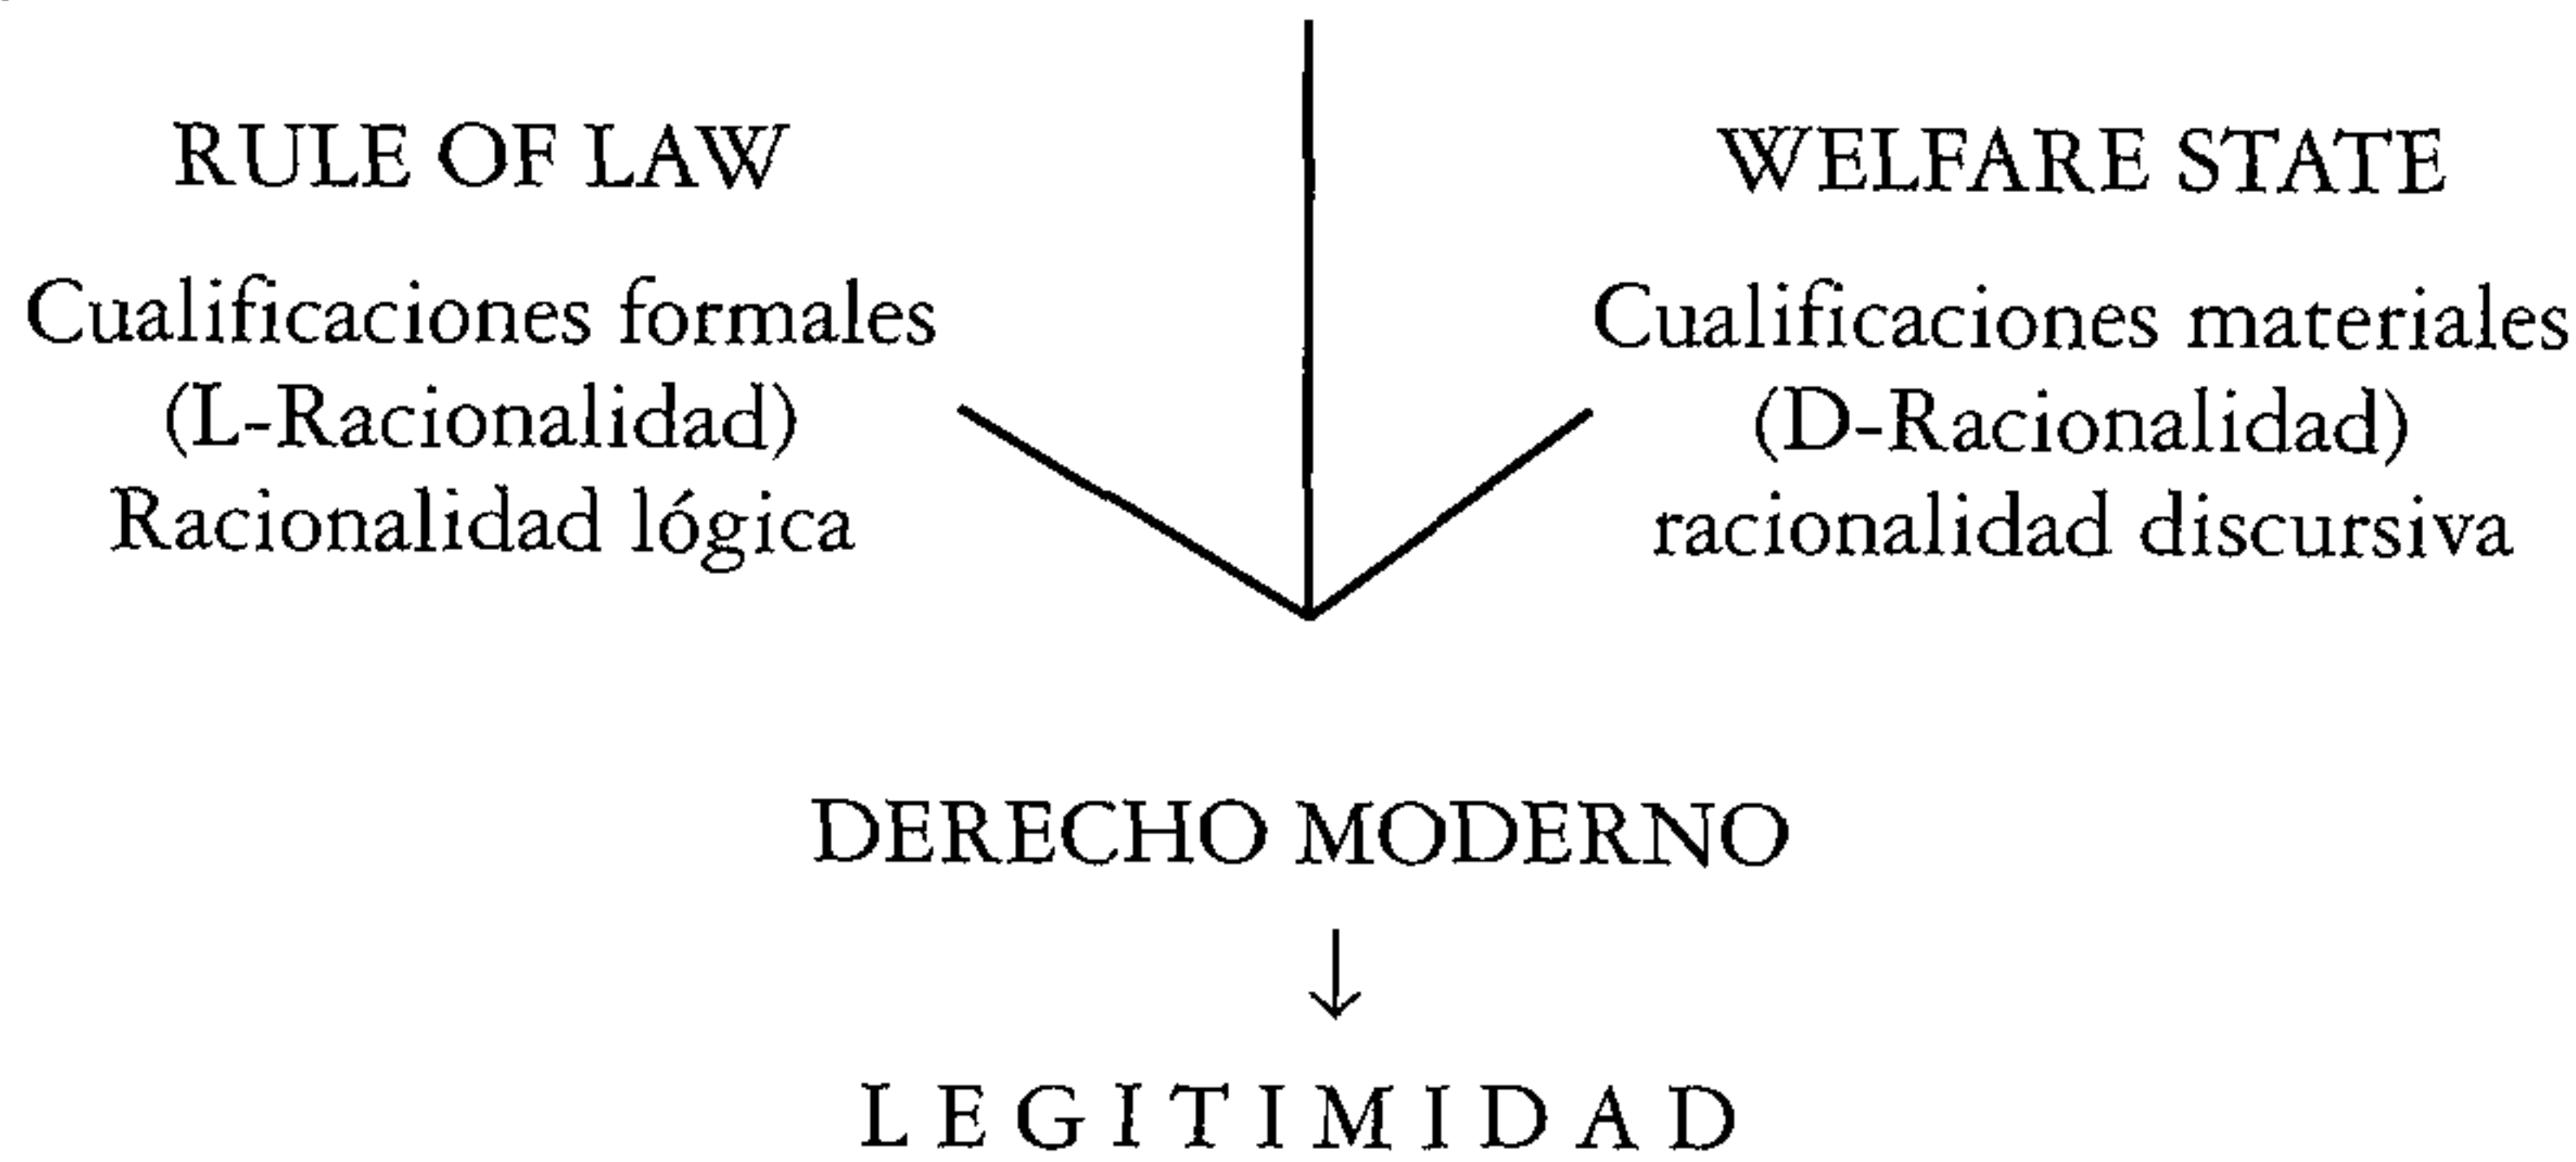 RULE OF LAW
Cualificaciones formales
(L-Racionalidad)
Racionalidad lógica
WELFARE STATE
Cualificaciones materiales
(D-Racionalidad)
racionalidad discursiva
DERECHO MODERNO
LEGITIMIDAD